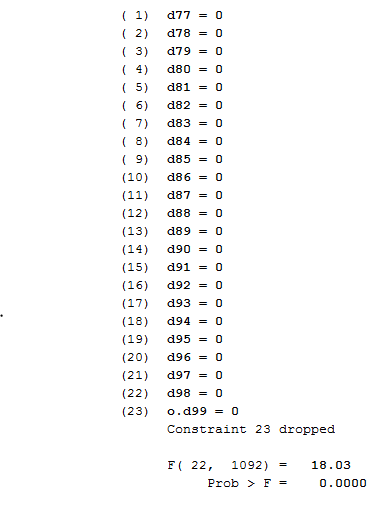 ( 1) d77 = 0
( 2) d78 = 0
( 3) d79 = 0
( 4) d80 = 0
( 5) d81 = 0
( 6) d82 = 0
( 7) d83 = 0
( 8) d84 = 0
( 9) d85 = 0
(10) d86 = 0
(11) d87 = 0
(12) d88 = 0
(13) d89 = 0
(14) d90 = 0
(15) d91 = 0
(16) d92 = 0
(17) d93 = 0
(18) d94 = 0
(19) d95 = 0
(20) d96 = 0
(21) d97 = 0
(22) d98 = 0
(23) o.d99 = 0
Constraint 23 dropped
F( 22, 1092) = 18.03
Prob > F = 0.0000